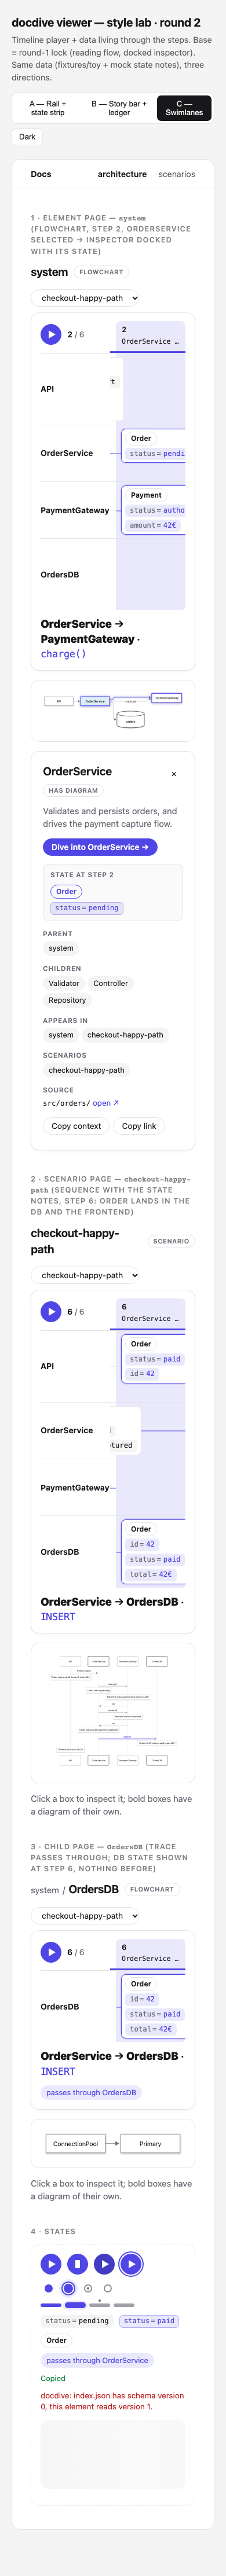 docdive viewer — style lab · round 2
Timeline player + data living through the steps. Base
= round-1 lock (reading flow, docked inspector).
Same data (fixtures/toy + mock state notes), three
directions.
A — Rail +
state strip
B — Story bar +
ledger
C —
Swimlanes
Dark
Docs
architecture
scenarios
1 · ELEMENT PAGE — system
(FLOWCHART, STEP 2, ORDERSERVICE
SELECTED → INSPECTOR DOCKED
WITH ITS STATE)
system
FLOWCHART
checkout-happy-path
2 / 6
2
OrderService …
API
t
OrderService
Order
status= pendi
PaymentGateway
Payment
status= autho
amount= 42€
OrdersDB
OrderService →
PaymentGateway ·
charge()
API
OrderService
PaymentGateway
orders
OrderService
×
HAS DIAGRAM
Validates and persists orders, and
drives the payment capture flow.
Dive into OrderService →
STATE AT STEP 2
Order
status= pending
PARENT
system
CHILDREN
Validator
Controller
Repository
APPEARS IN
system
checkout-happy-path
SCENARIOS
checkout-happy-path
SOURCE
src/orders/ open ↗
Copy context
Copy link
2 · SCENARIO PAGE — checkout-happy-
path (SEQUENCE WITH THE STATE
NOTES, STEP 6: ORDER LANDS IN THE
DB AND THE FRONTEND)
checkout-happy-
path
SCENARIO
checkout-happy-path
6 / 6
6
OrderService …
API
Order
status= paid
id= 42
OrderService
tured
PaymentGateway
OrdersDB
Order
id= 42
status= paid
total= 42€
OrderService → OrdersDB ·
INSERT
Click a box to inspect it; bold boxes have
a diagram of their own.
3 · CHILD PAGE — OrdersDB (TRACE
PASSES THROUGH; DB STATE SHOWN
AT STEP 6, NOTHING BEFORE)
system / OrdersDB
FLOWCHART
checkout-happy-path
6 / 6
6
OrderService …
OrdersDB
Order
id= 42
status= paid
total= 42€
OrderService → OrdersDB ·
INSERT
passes through OrdersDB
ConnectionPool
Primary
Click a box to inspect it; bold boxes have
a diagram of their own.
4 · STATES
status= pending
status= paid
Order
passes through OrderService
Copied
docdive: index.json has schema version
0, this element reads version 1.